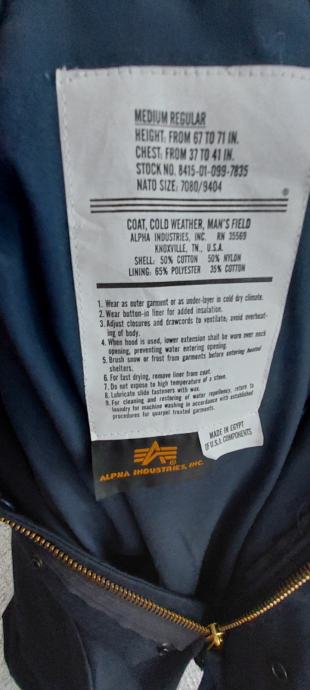 MEDIUM REGULAR
HEIGHT: FROM 67 TO 71 IN.
CHEST: FROM 37 TO 41 IN.
STOCK NO. 8415-01-099-7835
NATO SIZE: 7080/9404
®
COAT, COLD WEATHER, MAN'S FIELD
ALPHA INDUSTRIES, INC. RN 35569
KNOXVILLE, TN., U.S.A.
SHELL: 50% COTTON 50% NYLON
LINING: 65% POLYESTER 35% COTTON
1. Wear as outer garment or as under-layer in cold dry climate.
2. Wear button-in liner for added insulation.
3. Adjust closures and drawcords to ventilate; avoid overheat-
ing of body.
4. When hood is used, lower extension shall be worn over neck
opening, preventing water entering opening.
5. Brush snow or frost from garments before entering heated
shelters.
6. For fast drying, remove liner from coat.
7. Do not expose to high temperature of a stove.
8. Lubricate slide fasteners with wax.
9. For cleaning and restoring of water repellency, return to
laundry for machine washing in accordance with established
procedures for quarpel treated garments.
MADE IN EGYPT
OF U.S.A. COMPONENTS
®
ALPHA INDUSTRIES, INC.